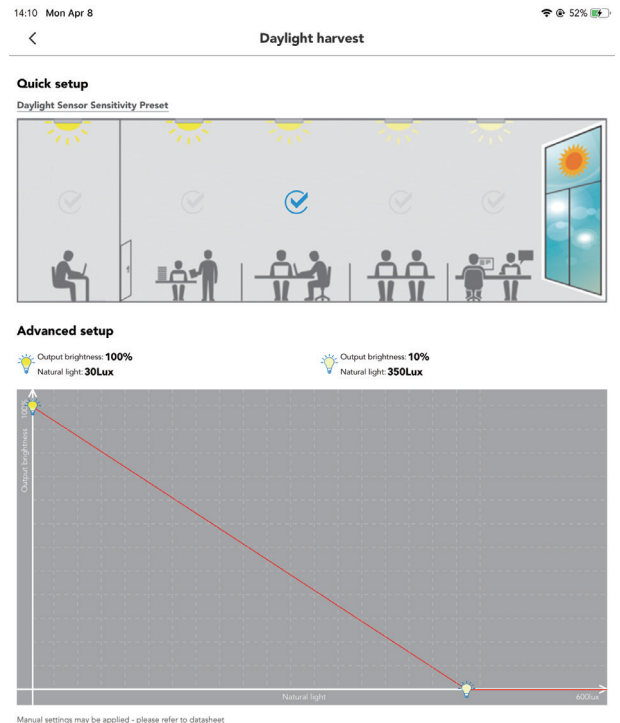 14:10 Mon Apr 8 52%
Daylight harvest
Quick setup
Daylight Sensor Sensitivity Preset
Advanced setup
Output brightness: 100%
Natural light: 30Lux
Output brightness: 10%
Natural light: 350Lux
Output brightness 100%
Natural light 600lux
Manual settings may be applied - please refer to datasheet